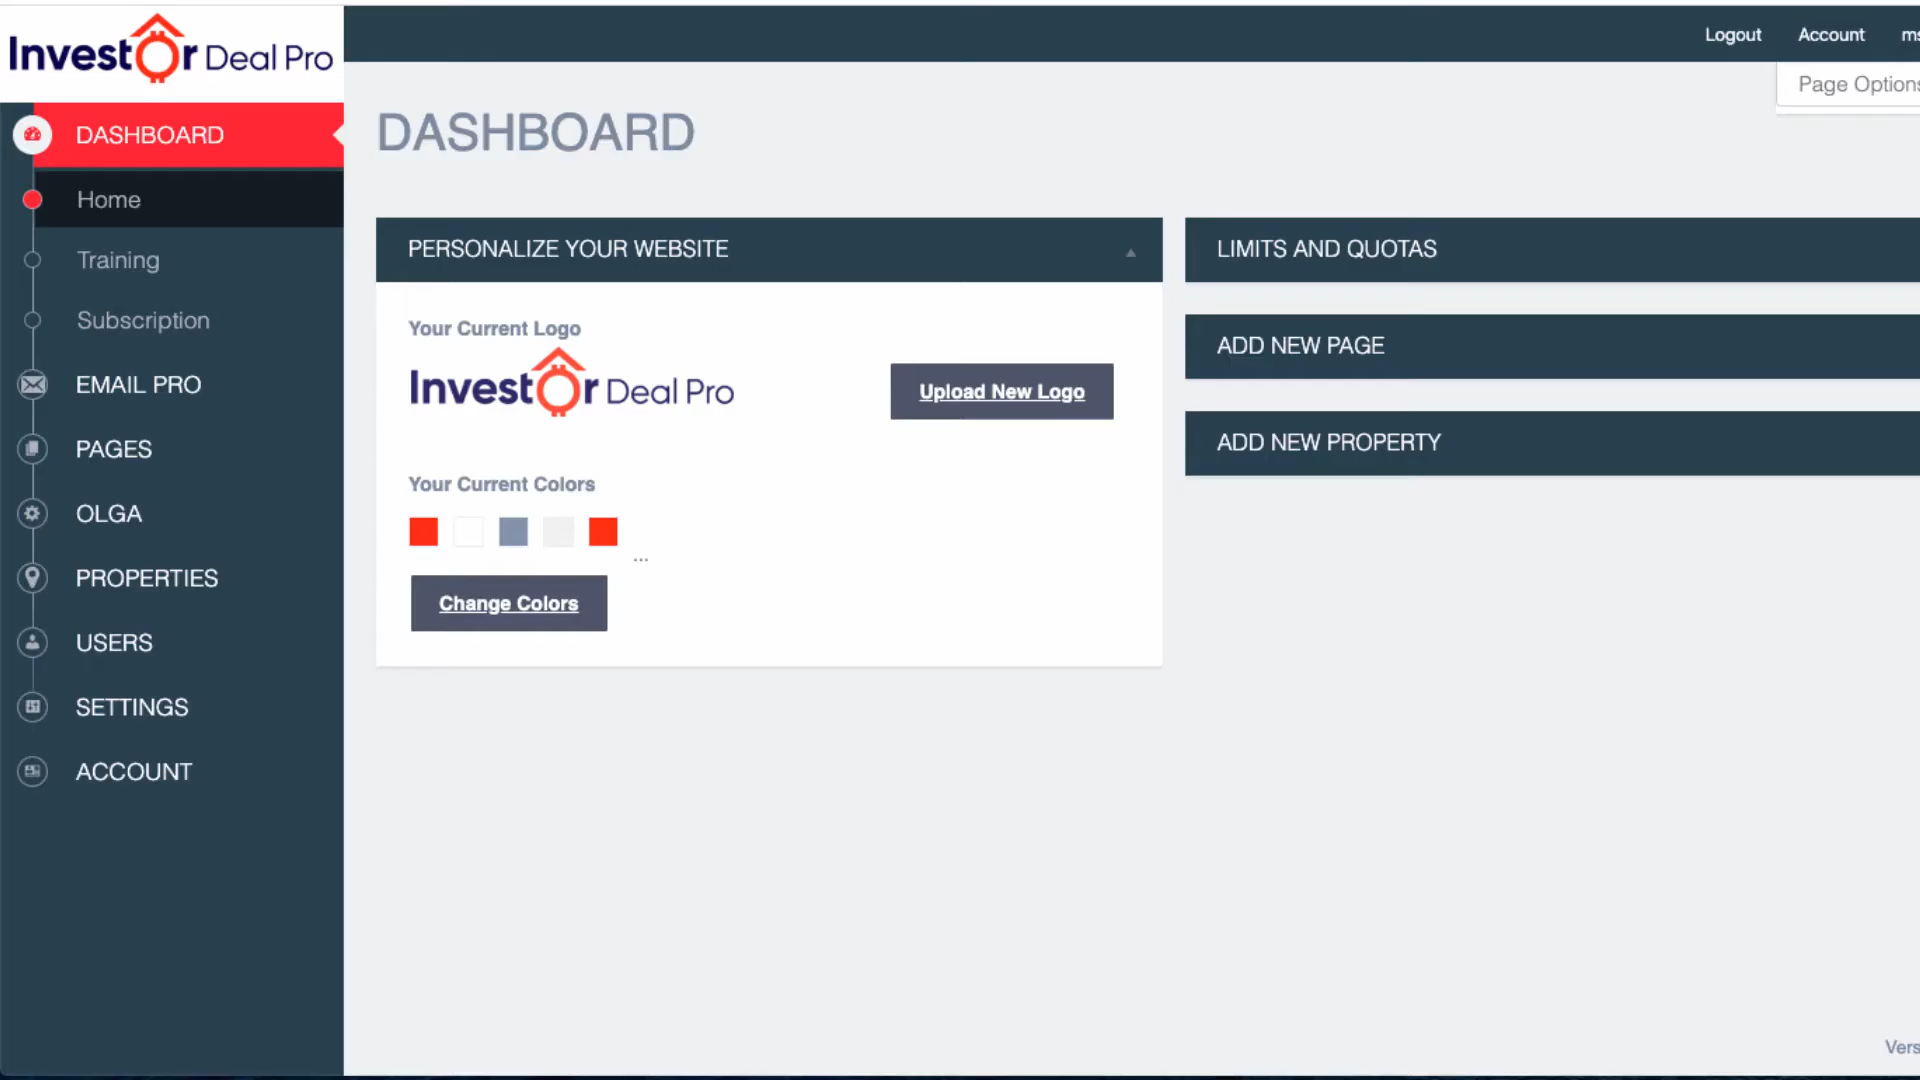 Investor Deal Pro
Logout Account
Page Options
DASHBOARD
Home
Training
Subscription
EMAIL PRO
PAGES
OLGA
PROPERTIES
USERS
SETTINGS
ACCOUNT
DASHBOARD
PERSONALIZE YOUR WEBSITE
Your Current Logo
Investor Deal Pro
Upload New Logo
Your Current Colors
...
Change Colors
LIMITS AND QUOTAS
ADD NEW PAGE
ADD NEW PROPERTY